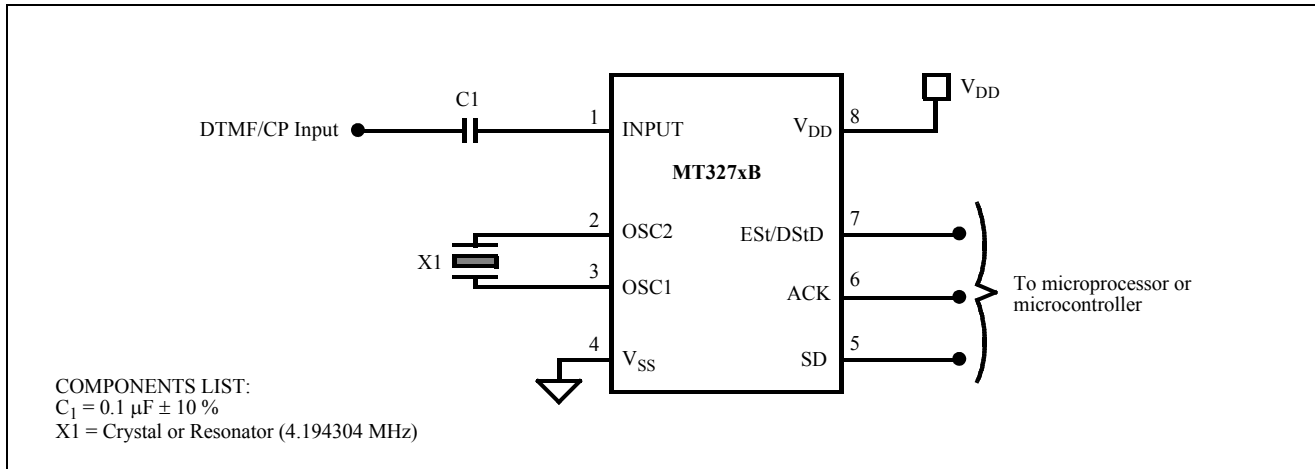 C1
DTMF/CP Input
1
INPUT
V_DD
8
V_DD
MT327xB
2
OSC2
X1
3
OSC1
ESt/DStD
7
ACK
6
SD
5
To microprocessor or
microcontroller
4
V_SS
COMPONENTS LIST:
C_1 = 0.1 μF ± 10 %
X1 = Crystal or Resonator (4.194304 MHz)